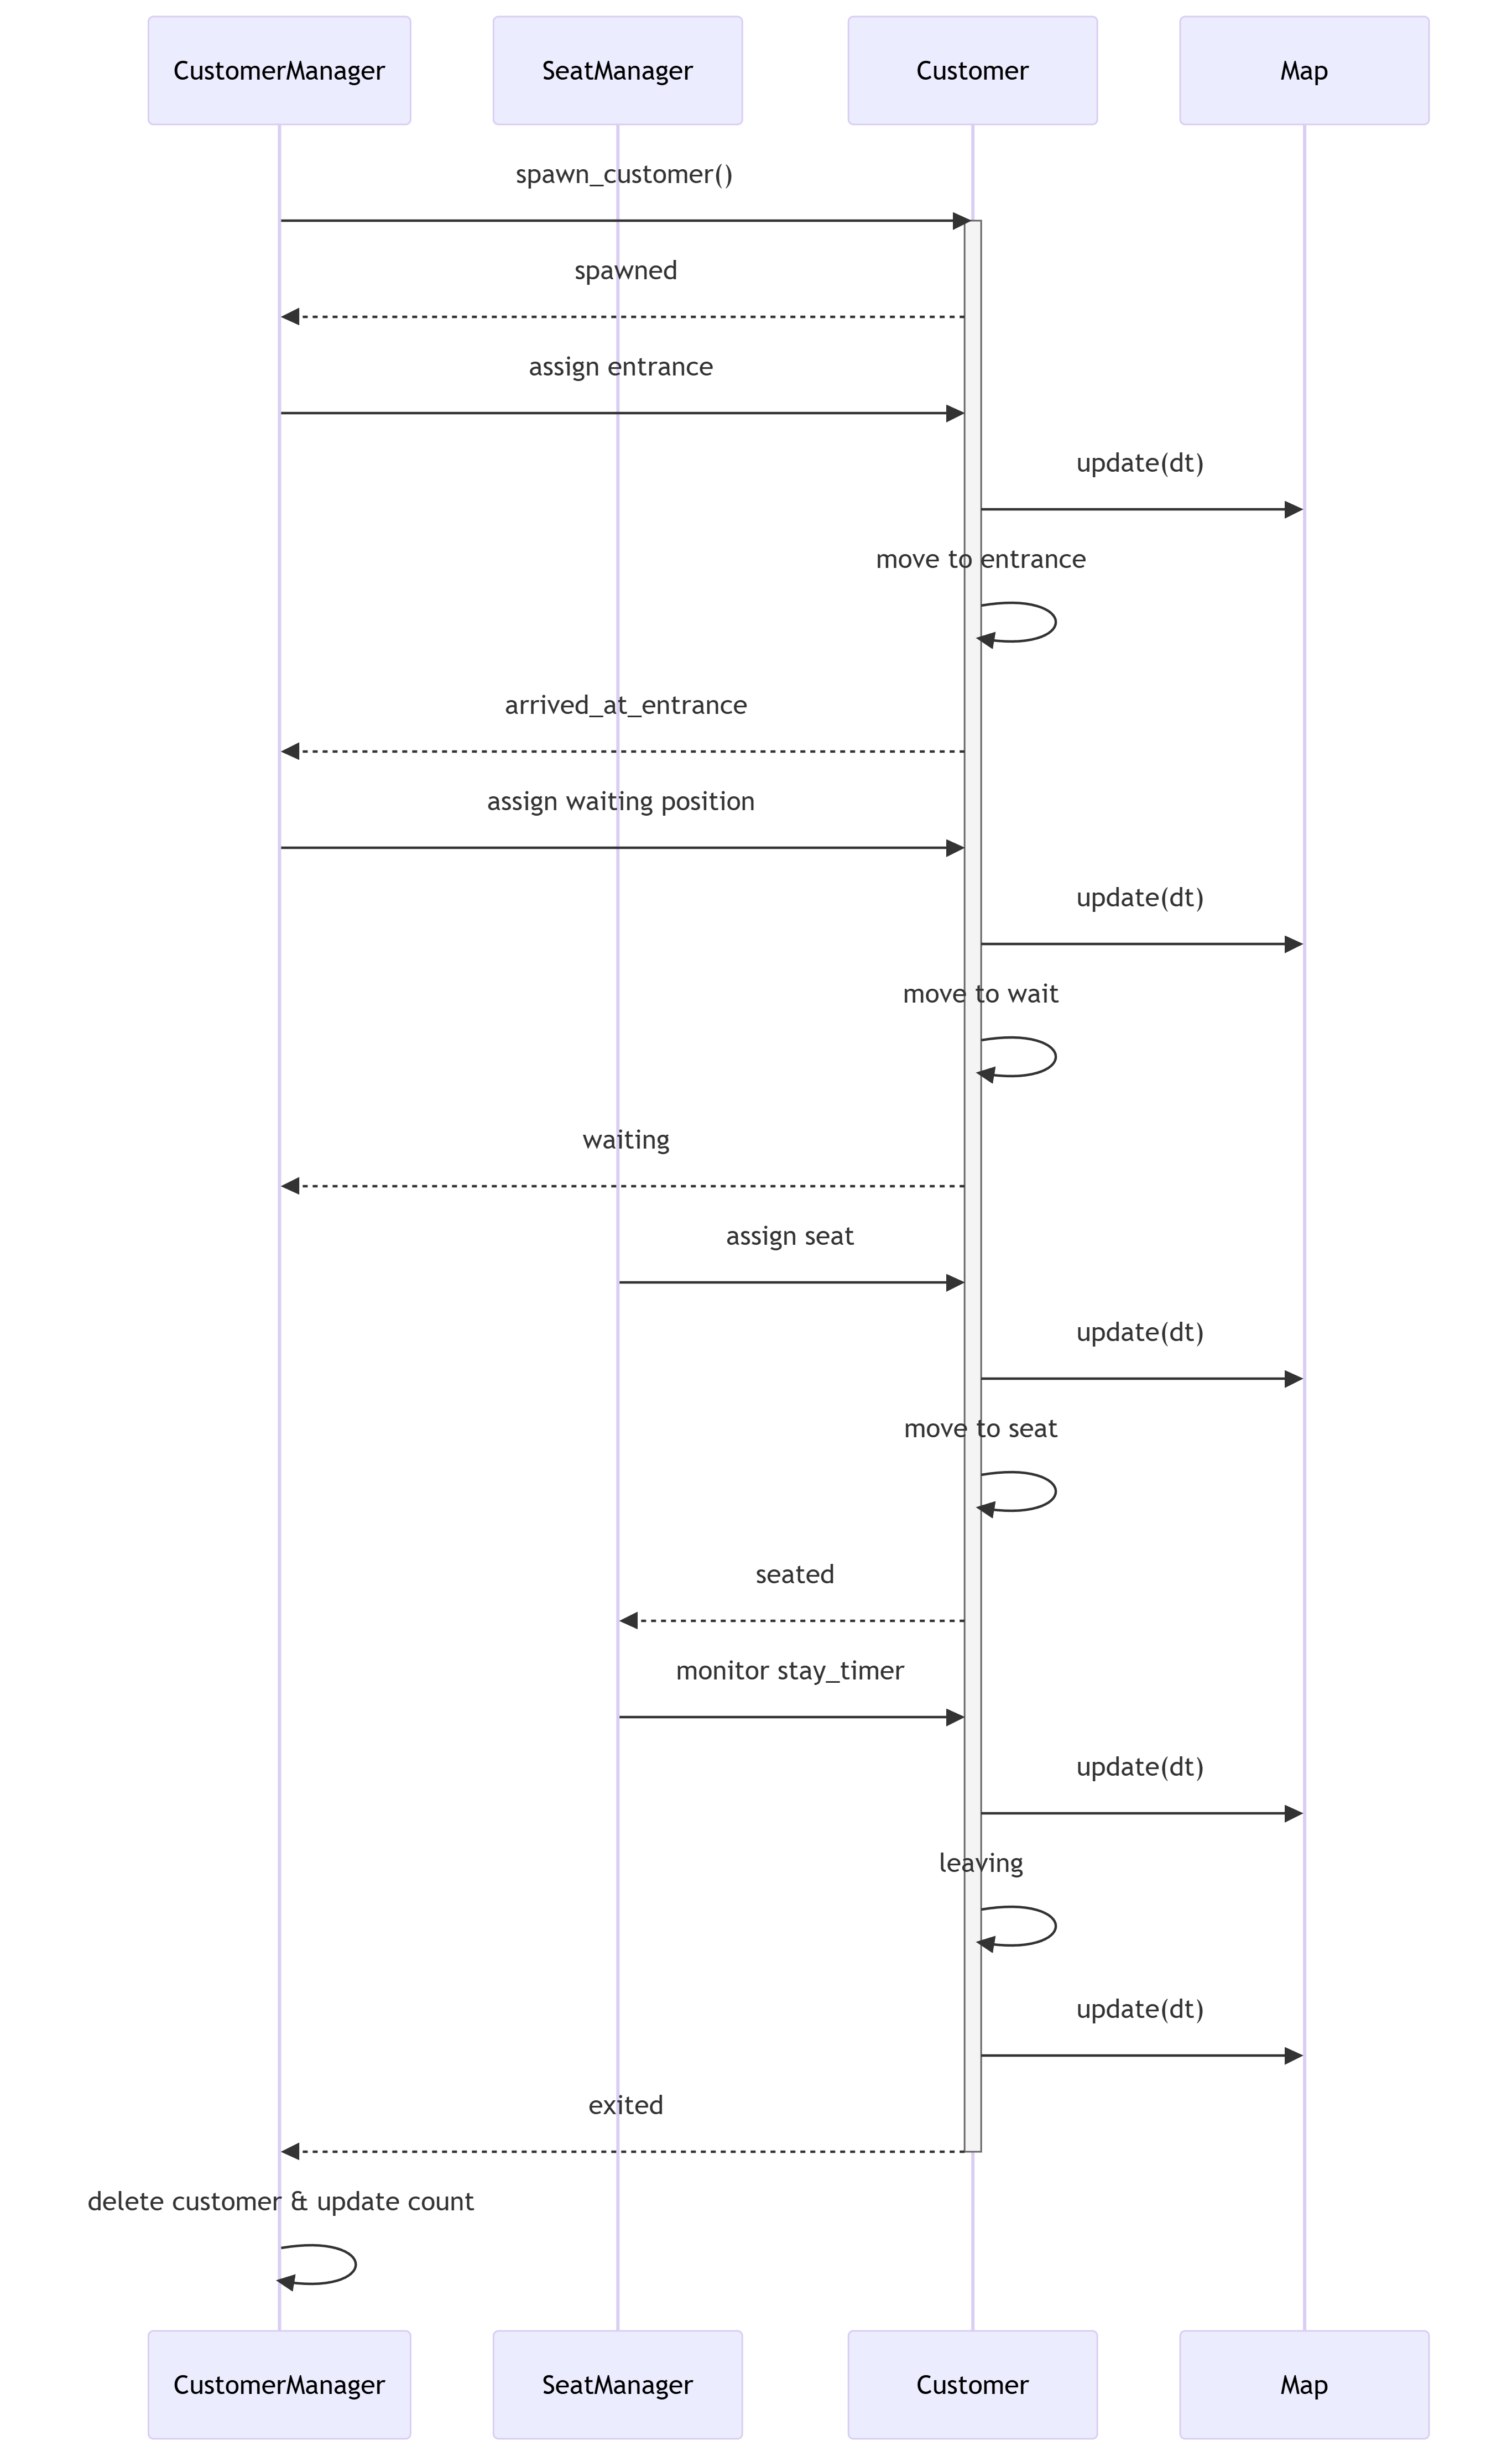 CustomerManager
SeatManager
Customer
Map
spawn_customer()
spawned
assign entrance
update(dt)
move to entrance
arrived_at_entrance
assign waiting position
update(dt)
move to wait
waiting
assign seat
update(dt)
move to seat
seated
monitor stay_timer
update(dt)
leaving
update(dt)
exited
delete customer & update count
CustomerManager
SeatManager
Customer
Map